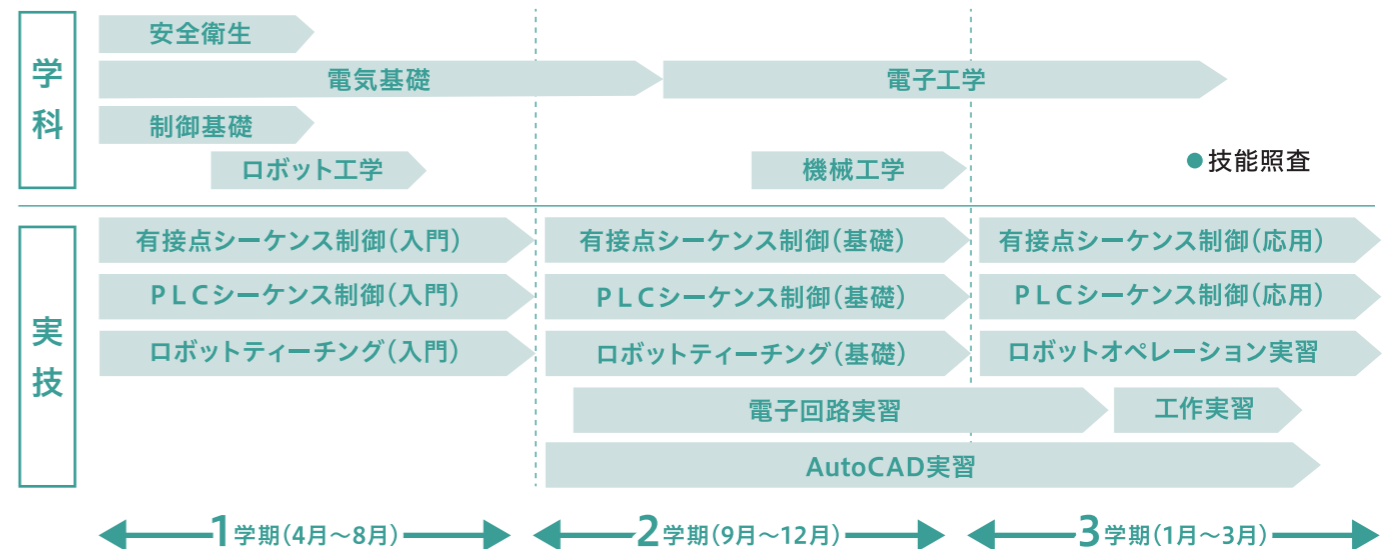 学科
安全衛生
電気基礎
電子工学
制御基礎
ロボット工学
機械工学
●技能照査
実技
有接点シーケンス制御(入門)
有接点シーケンス制御(基礎)
有接点シーケンス制御(応用)
PLCシーケンス制御(入門)
PLCシーケンス制御(基礎)
PLCシーケンス制御(応用)
ロボットティーチング(入門)
ロボットティーチング(基礎)
ロボットオペレーション実習
電子回路実習
工作実習
AutoCAD実習
1学期(4月〜8月)
2学期(9月〜12月)
3学期(1月〜3月)